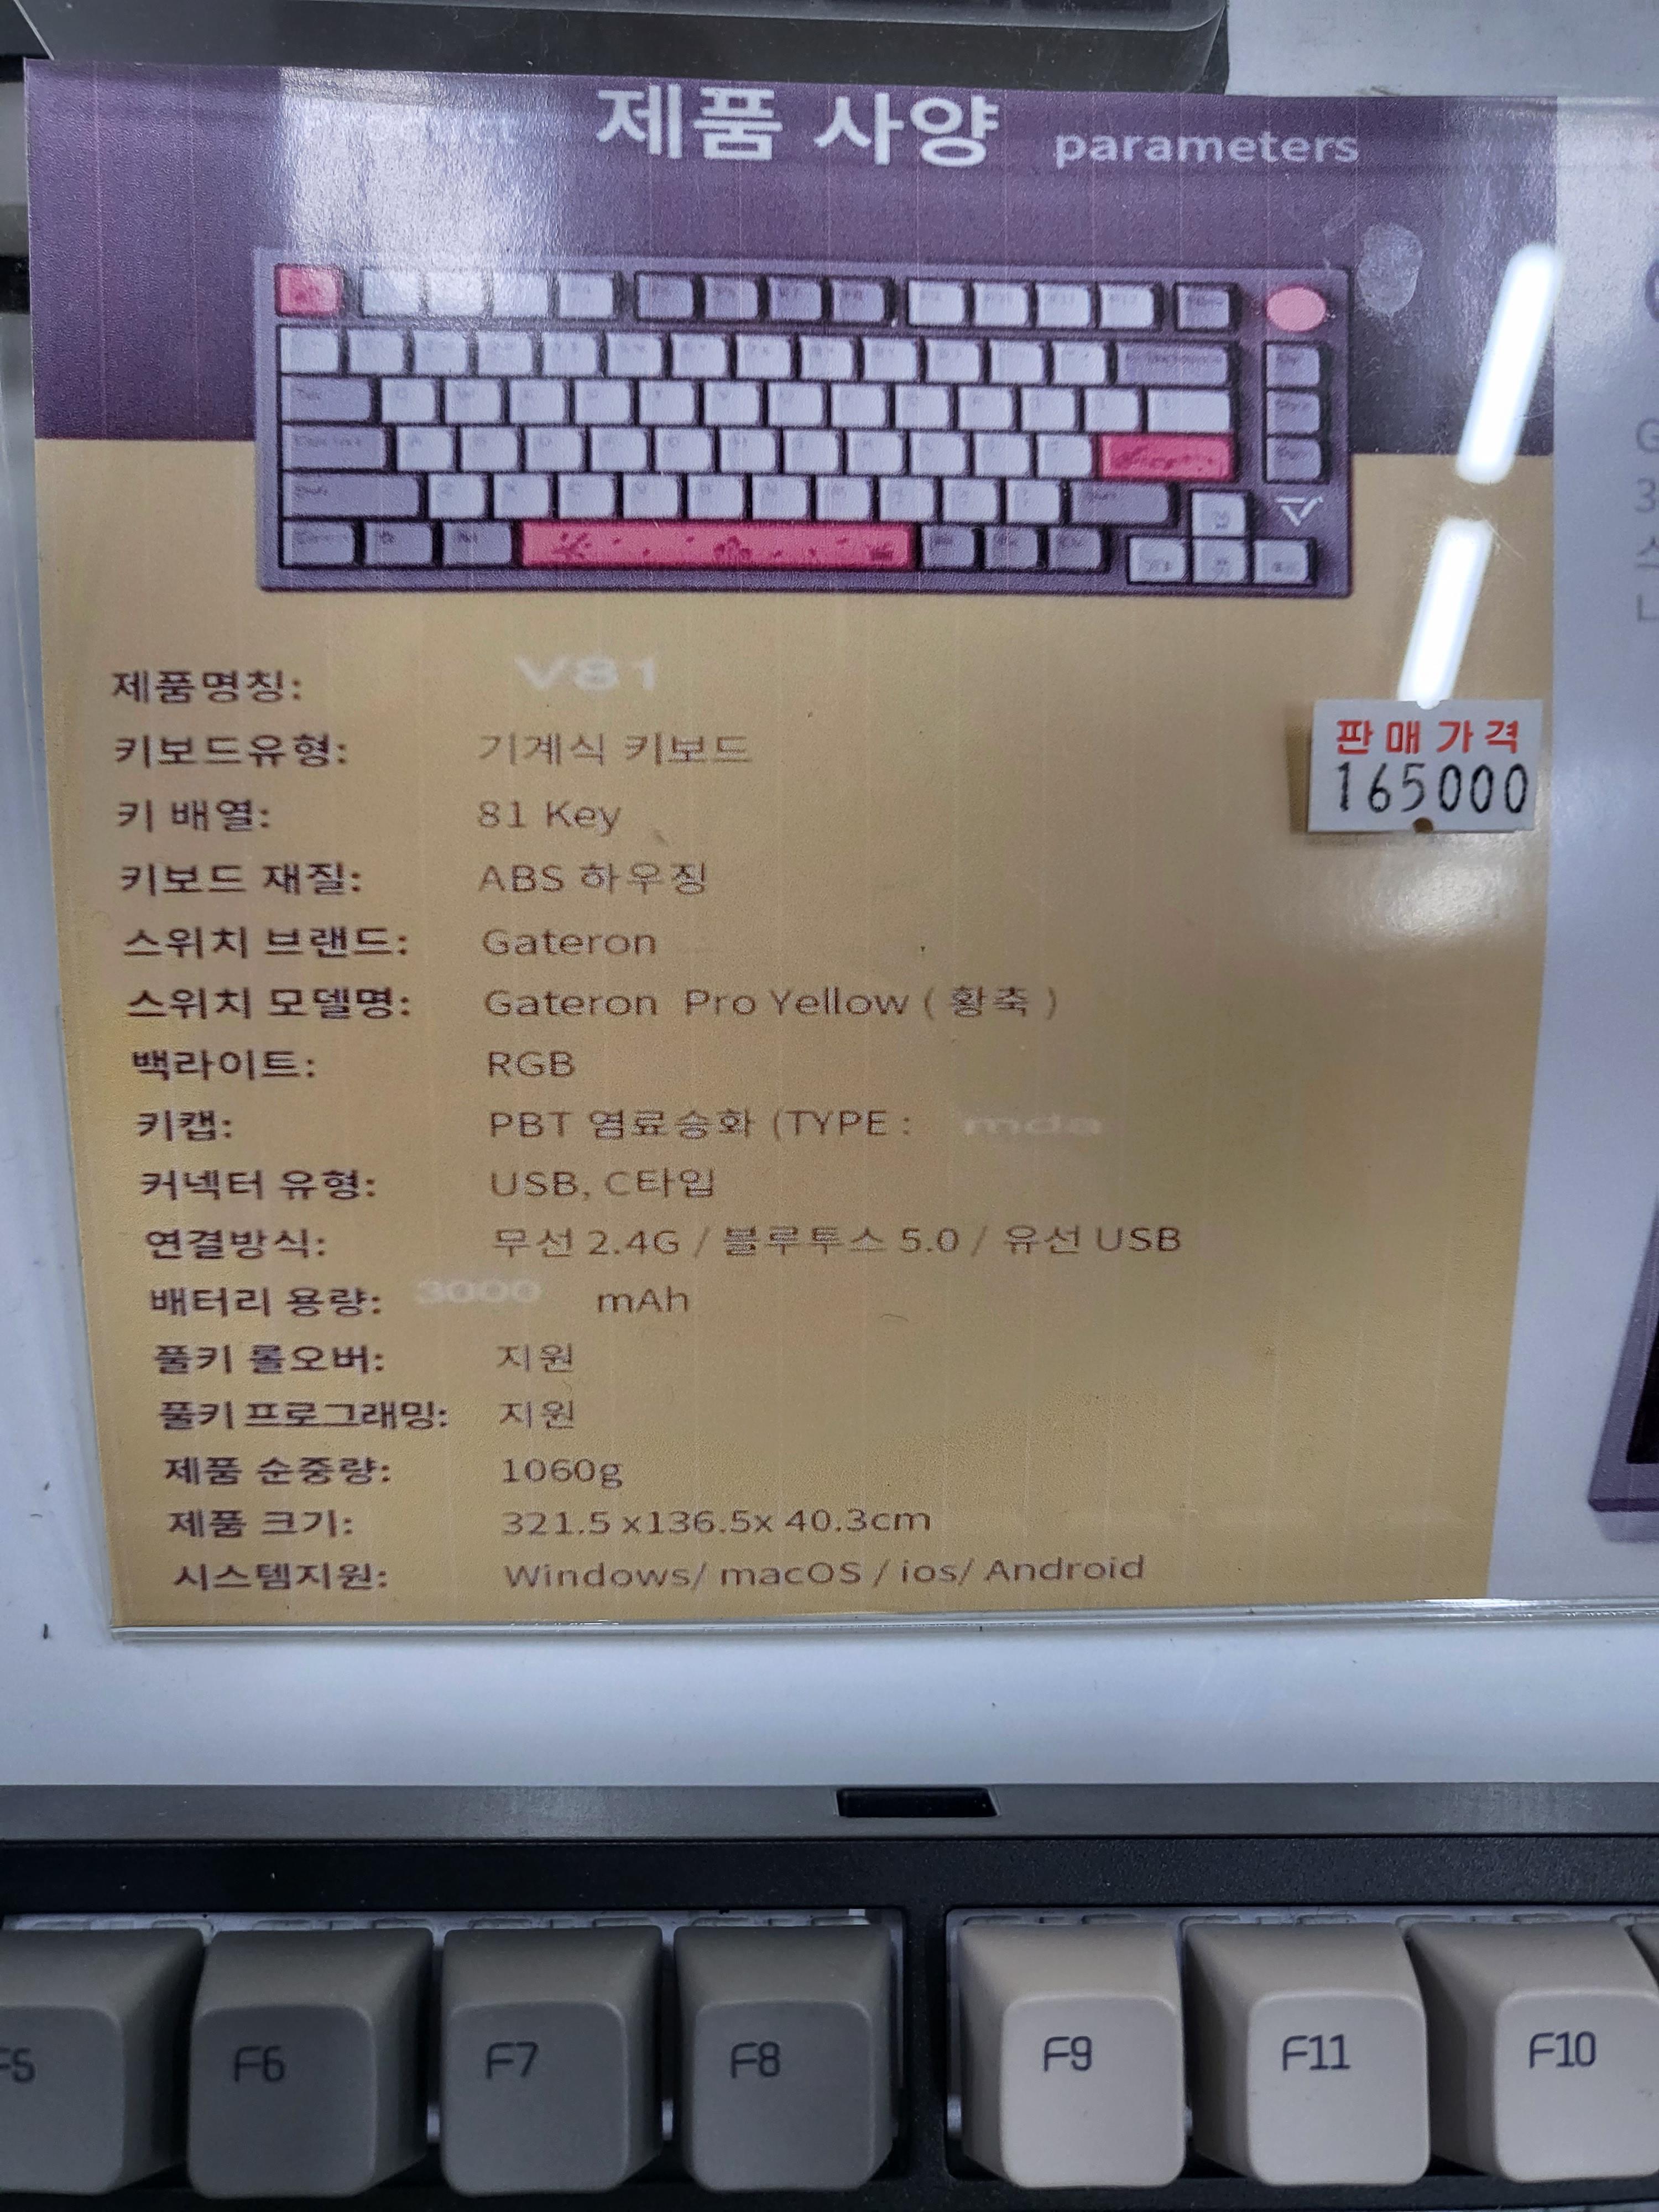 제품 사양 parameters
제품명칭: V81
키보드유형: 기계식 키보드
판매가격
165000
키 배열: 81 Key
키보드 재질: ABS 하우징
스위치 브랜드: Gateron
스위치 모델명: Gateron Pro Yellow ( 황축 )
백라이트: RGB
키캡: PBT 염료승화 (TYPE : mda
커넥터 유형: USB, C타입
연결방식: 무선 2.4G / 블루투스 5.0 / 유선 USB
배터리 용량: 3000 mAh
풀키 롤오버: 지원
풀키 프로그래밍: 지원
제품 순중량: 1060g
제품 크기: 321.5 x136.5x 40.3cm
시스템지원: Windows/ macOS / ios/ Android
F5 F6 F7 F8 F9 F11 F10